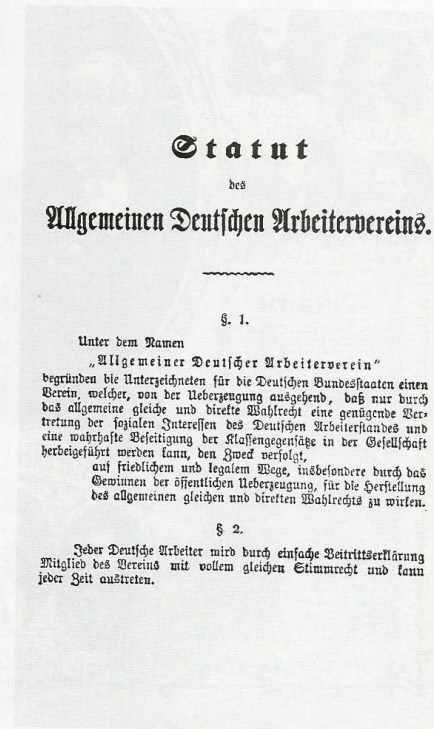 Statut
des
Allgemeinen Deutschen Arbeitervereins.
§. 1.
Unter dem Namen
„Allgemeiner Deutscher Arbeiterverein“
begründen die Unterzeichneten für die Deutschen Bundesstaaten einen
Verein, welcher, von der Ueberzeugung ausgehend, daß nur durch
das allgemeine gleiche und direkte Wahlrecht eine genügende Ver-
tretung der sozialen Interessen des Deutschen Arbeiterstandes und
eine wahrhafte Beseitigung der Klassengegensätze in der Gesellschaft
herbeigeführt werden kann, den Zweck verfolgt,
auf friedlichem und legalem Wege, insbesondere durch das
Gewinnen der öffentlichen Ueberzeugung, für die Herstellung
des allgemeinen gleichen und direkten Wahlrechts zu wirken.
§ 2.
Jeder Deutsche Arbeiter wird durch einfache Beitrittserklärung
Mitglied des Vereins mit vollem gleichen Stimmrecht und kann
jeder Zeit austreten.